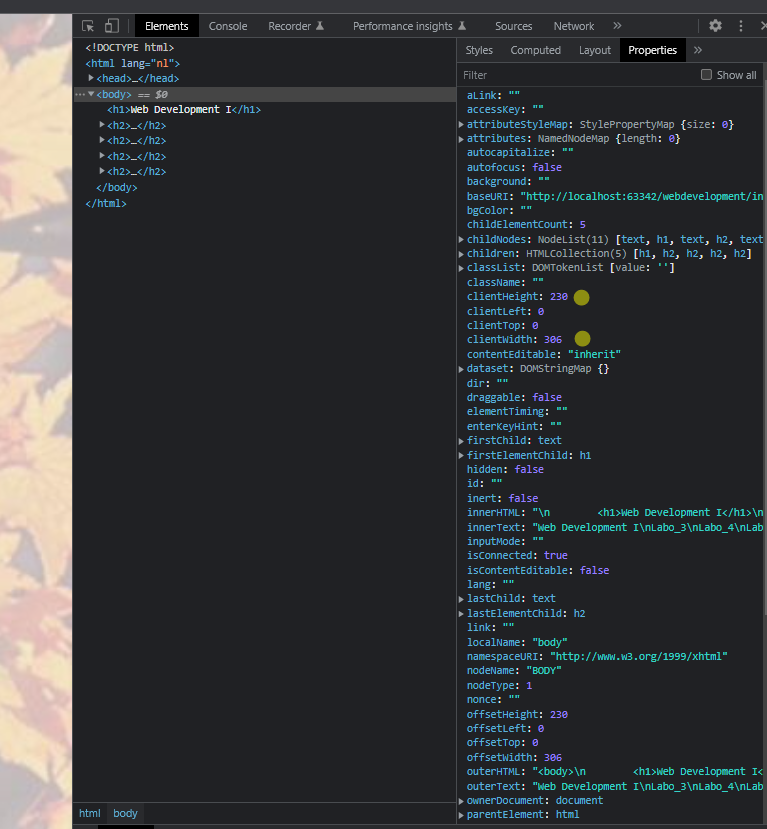 Elements Console Recorder Performance insights Sources Network »
<!DOCTYPE html>
<html lang="nl">
▶<head>…</head>
···▼<body> == $0
<h1>Web Development I</h1>
▶<h2>…</h2>
▶<h2>…</h2>
▶<h2>…</h2>
▶<h2>…</h2>
</body>
</html>
html body
Styles Computed Layout Properties »
Filter Show all
aLink: ""
accessKey: ""
▶attributeStyleMap: StylePropertyMap {size: 0}
▶attributes: NamedNodeMap {length: 0}
autocapitalize: ""
autofocus: false
background: ""
baseURI: "http://localhost:63342/webdevelopment/in
bgColor: ""
childElementCount: 5
▶childNodes: NodeList(11) [text, h1, text, h2, text
▶children: HTMLCollection(5) [h1, h2, h2, h2, h2]
▶classList: DOMTokenList [value: '']
className: ""
clientHeight: 230
clientLeft: 0
clientTop: 0
clientWidth: 306
contentEditable: "inherit"
▶dataset: DOMStringMap {}
dir: ""
draggable: false
elementTiming: ""
enterKeyHint: ""
▶firstChild: text
▶firstElementChild: h1
hidden: false
id: ""
inert: false
innerHTML: "\n <h1>Web Development I</h1>\n
innerText: "Web Development I\nLabo_3\nLabo_4\nLab
inputMode: ""
isConnected: true
isContentEditable: false
lang: ""
▶lastChild: text
▶lastElementChild: h2
link: ""
localName: "body"
namespaceURI: "http://www.w3.org/1999/xhtml"
nodeName: "BODY"
nodeType: 1
nonce: ""
offsetHeight: 230
offsetLeft: 0
offsetTop: 0
offsetWidth: 306
outerHTML: "<body>\n <h1>Web Development I<
outerText: "Web Development I\nLabo_3\nLabo_4\nLab
▶ownerDocument: document
▶parentElement: html